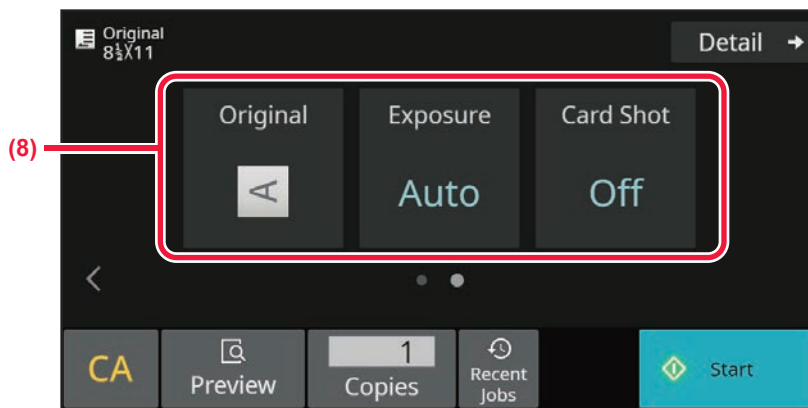 Original
8½X11
Detail
Original
Exposure
Card Shot
(8)
A
Auto
Off
CA
Preview
1
Copies
Recent
Jobs
Start